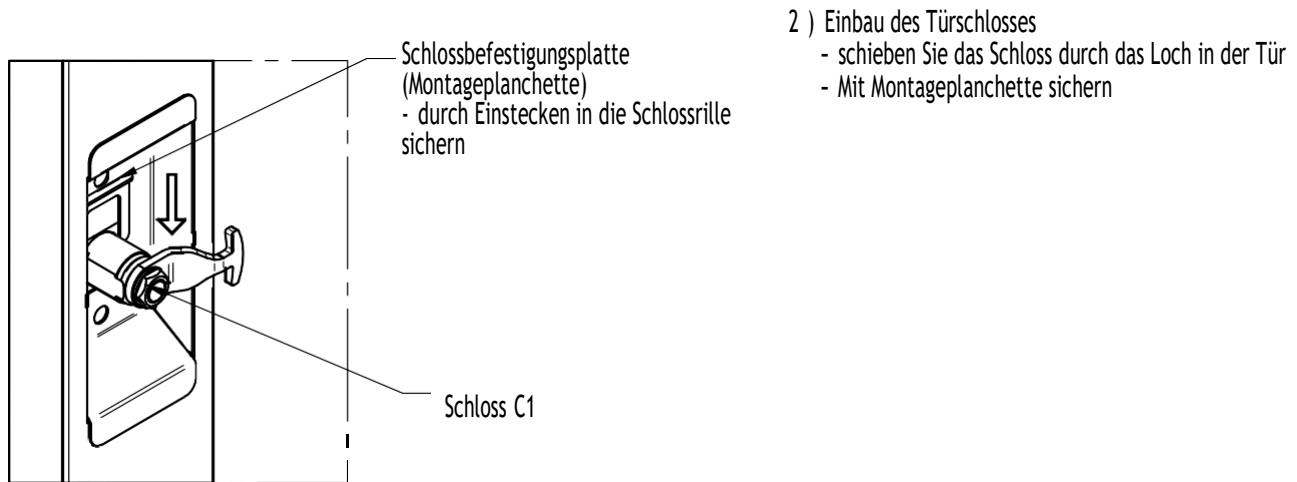 2 ) Einbau des Türschlosses
- schieben Sie das Schloss durch das Loch in der Tür
- Mit Montageplanchette sichern
Schlossbefestigungsplatte
(Montageplanchette)
- durch Einstecken in die Schlossrille
sichern
Schloss C1